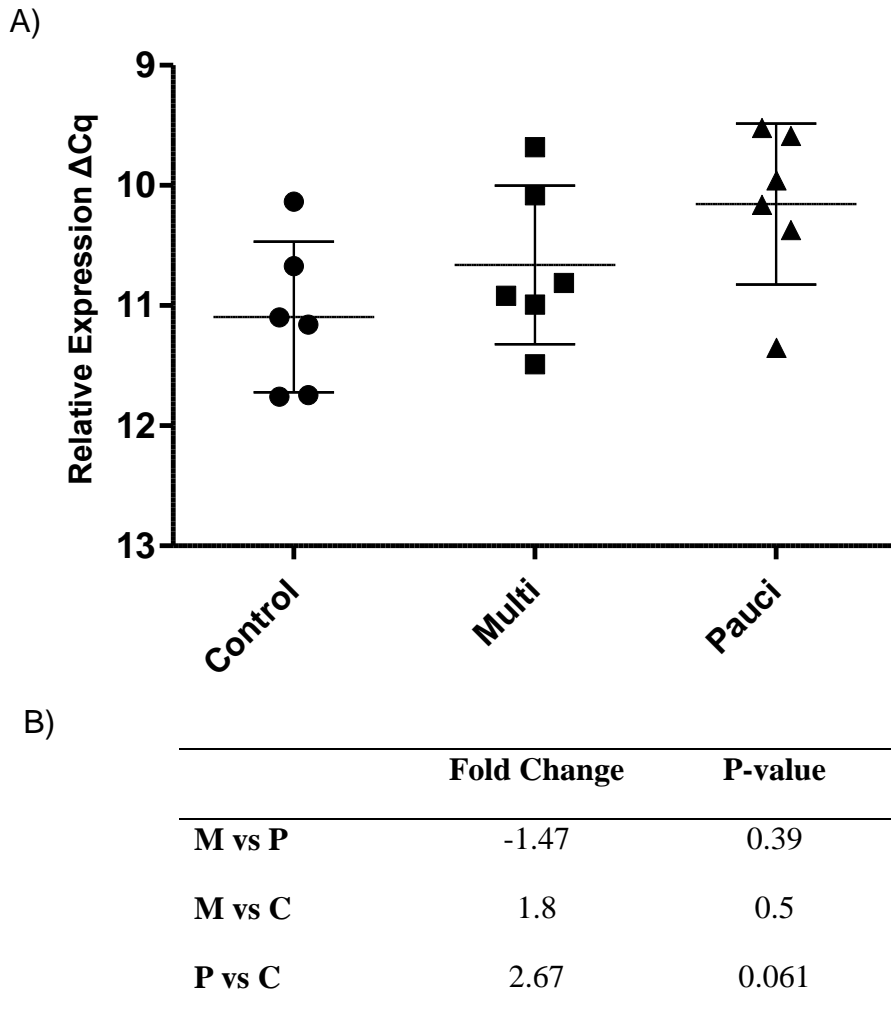 A)
9
10
11
12
13
Relative Expression ΔCq
Control
Multi
Pauci
B)
Fold Change P-value
M vs P -1.47 0.39
M vs C 1.8 0.5
P vs C 2.67 0.061